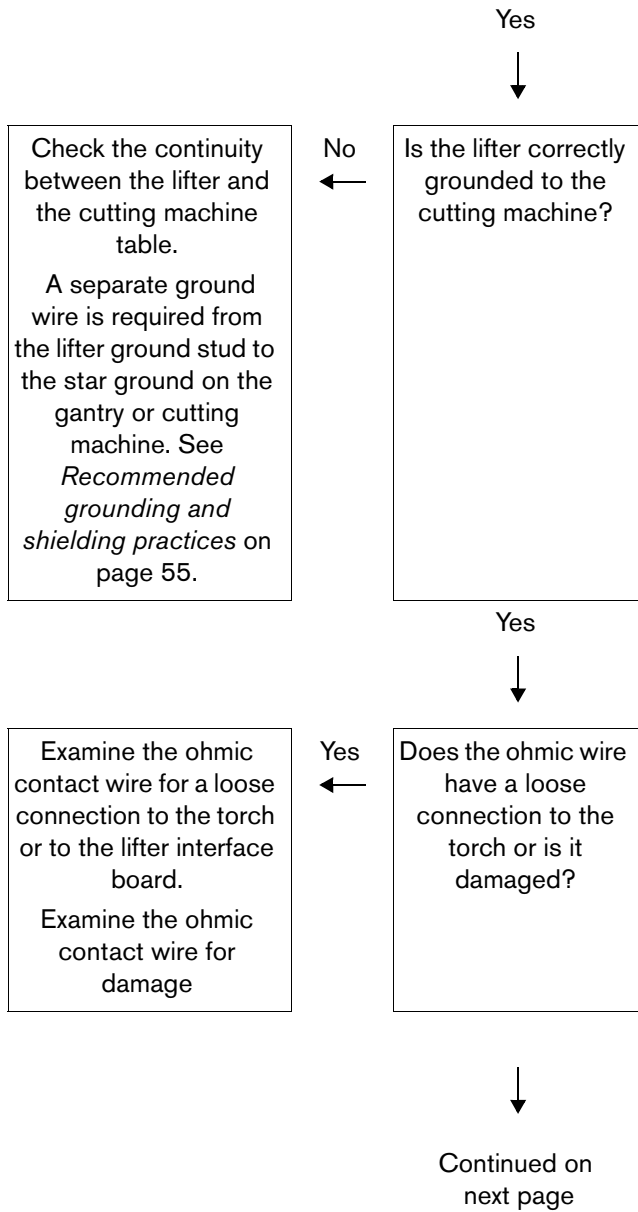 Yes
Is the lifter correctly
grounded to the
cutting machine?
No
Check the continuity
between the lifter and
the cutting machine
table.
A separate ground
wire is required from
the lifter ground stud to
the star ground on the
gantry or cutting
machine. See
Recommended
grounding and
shielding practices on
page 55.
Yes
Does the ohmic wire
have a loose
connection to the
torch or is it
damaged?
Yes
Examine the ohmic
contact wire for a loose
connection to the torch
or to the lifter interface
board.
Examine the ohmic
contact wire for
damage
Continued on
next page